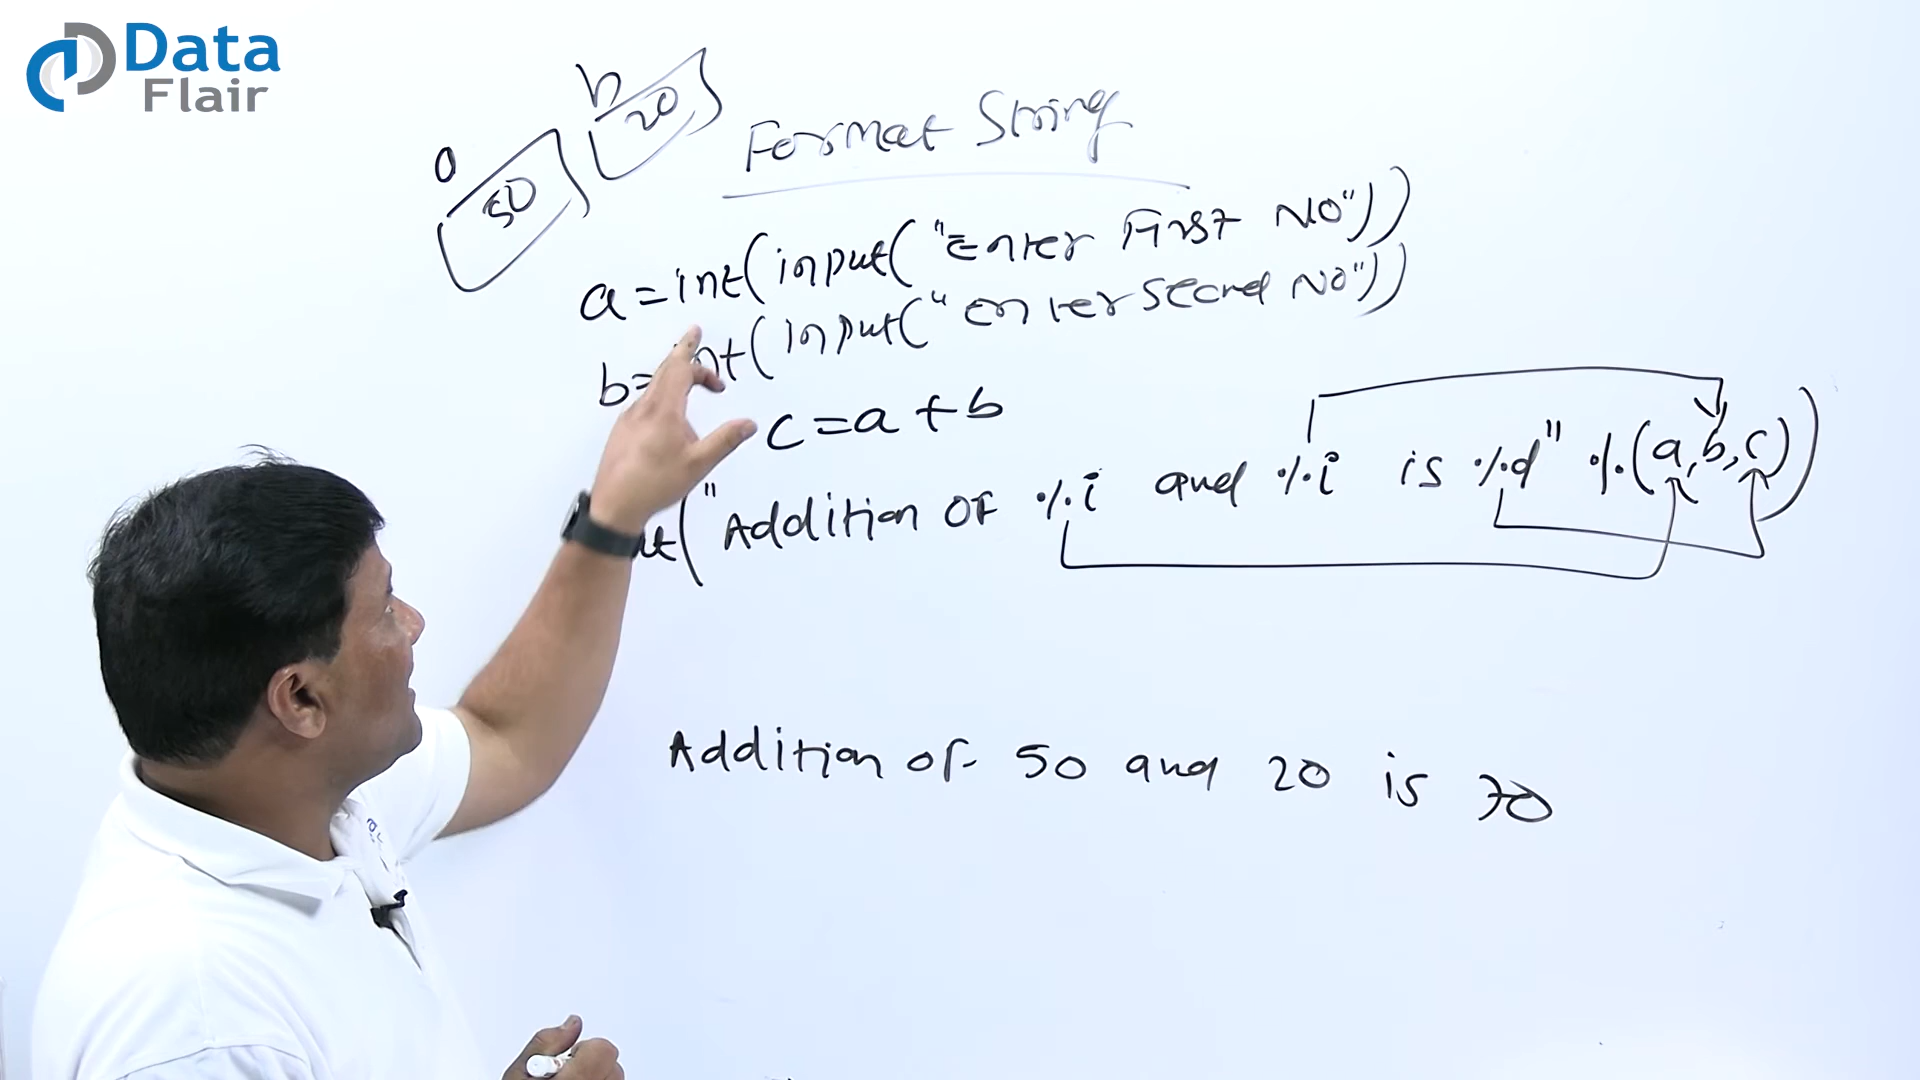 Data
Flair
b
20
a
50
Format String
a=int(input("Enter First No"))
b=int(input("Enter Second No"))
c=a+b
("Addition OF %i and %i is %d" %(a,b,c))
Addition of 50 and 20 is 70